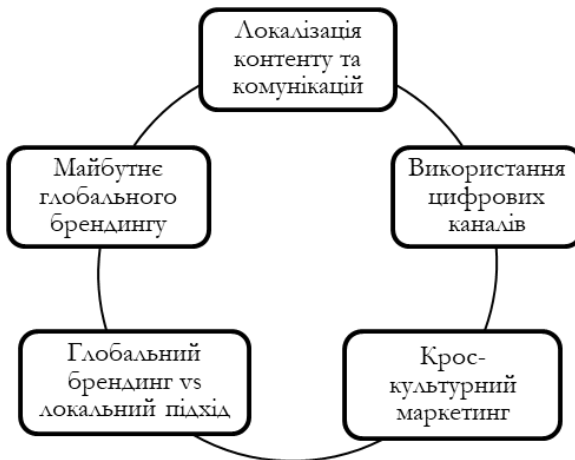 Локалізація
контенту та
комунікацій
Майбутнє
глобального
брендингу
Використання
цифрових
каналів
Глобальний
брендинг vs
локальний підхід
Крос-
культурний
маркетинг